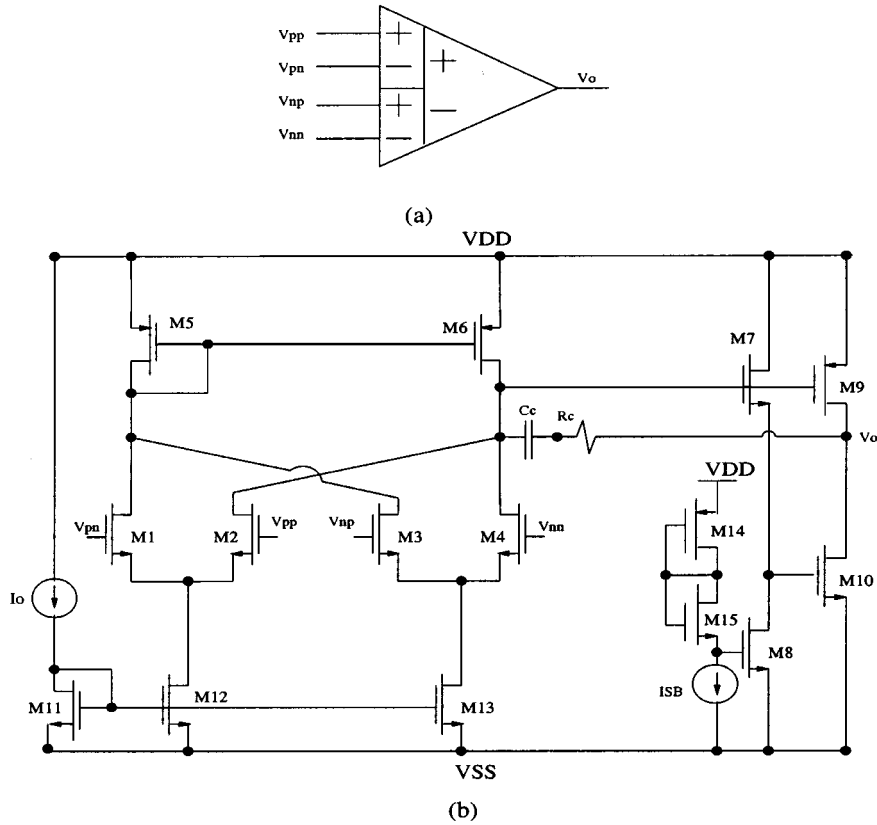 Vpp
Vpn
Vnp
Vnn
+
−
+
−
+
−
Vo
(a)
VDD
M5
M6
M7
M9
Cc
Rc
Vo
VDD
Vpn
M1
M2
Vpp
Vnp
M3
M4
Vnn
M14
M10
M15
Io
M8
ISB
M11
M12
M13
VSS
(b)